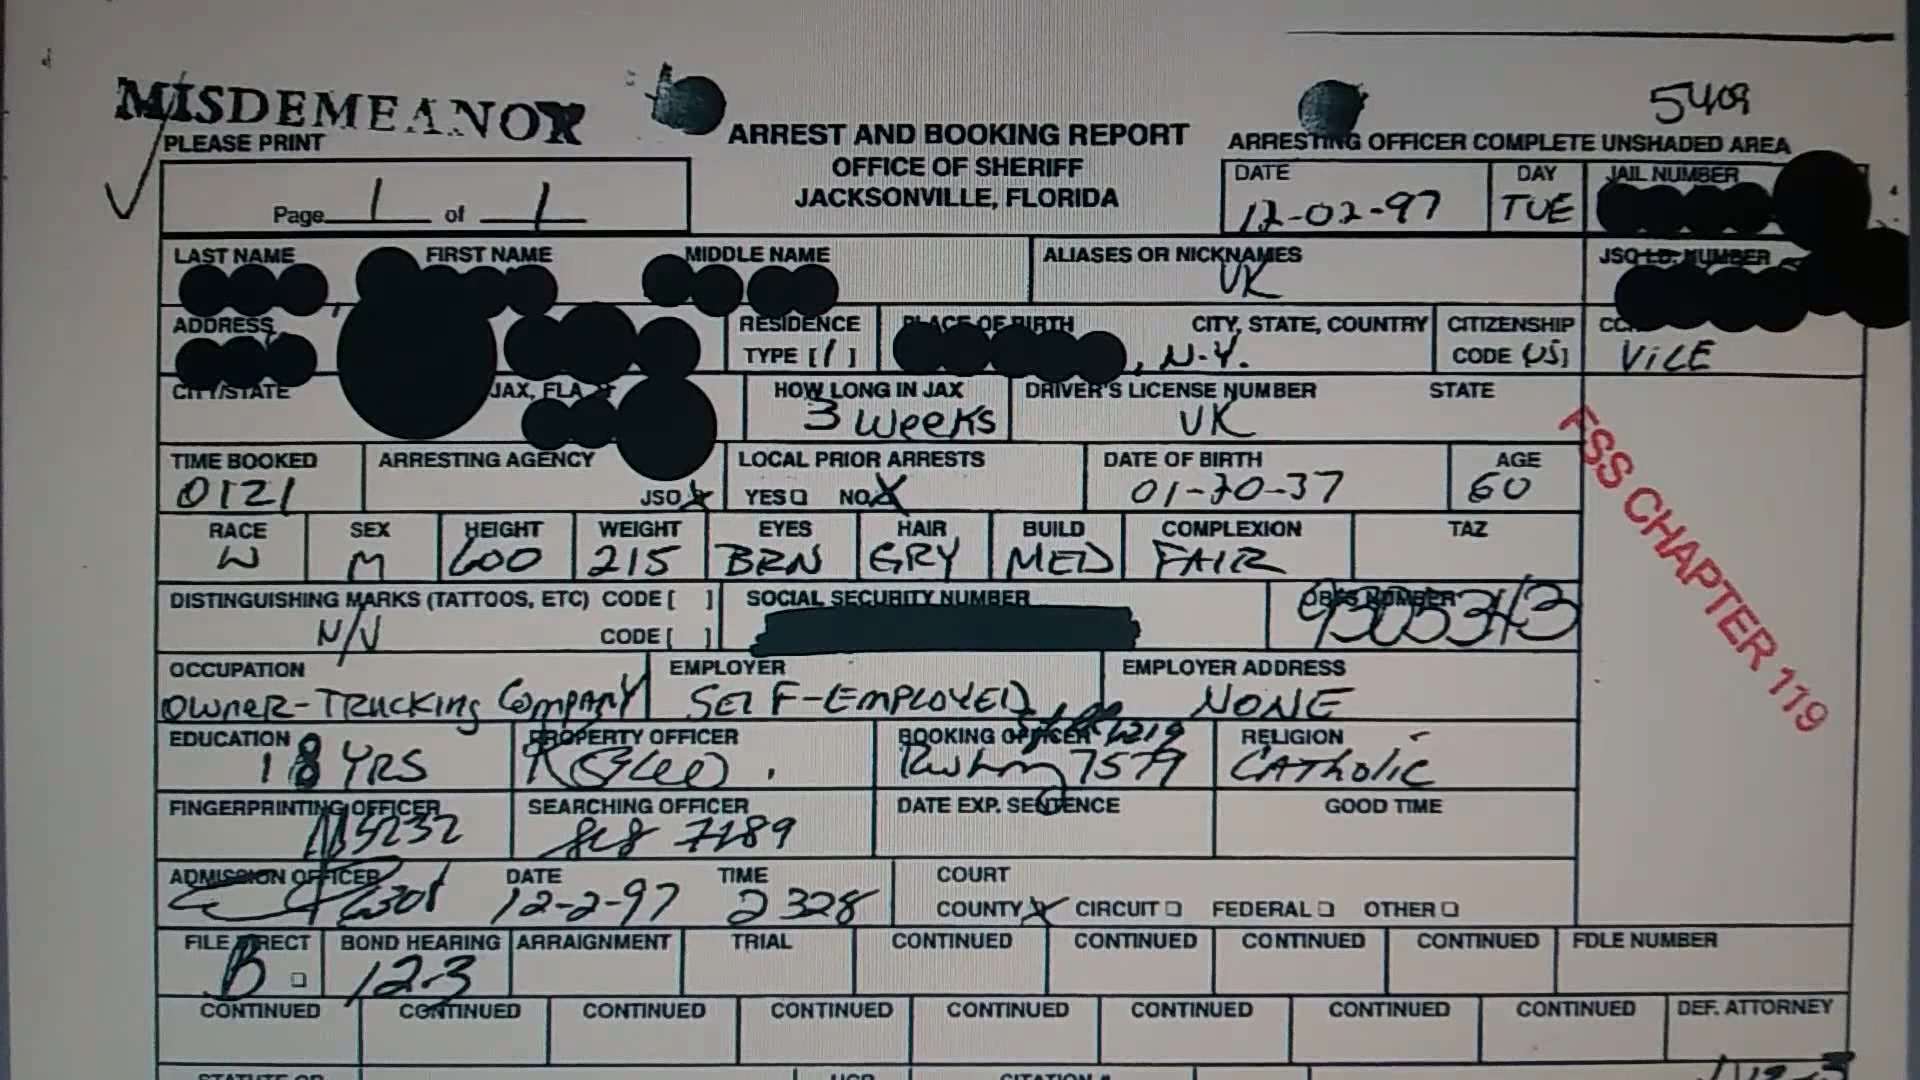 5409
MISDEMEANOR
PLEASE PRINT
ARREST AND BOOKING REPORT
OFFICE OF SHERIFF
JACKSONVILLE, FLORIDA
ARRESTING OFFICER COMPLETE UNSHADED AREA
Page 1 of 1
DATE DAY JAIL NUMBER
12-02-97 TUE
LAST NAME FIRST NAME MIDDLE NAME ALIASES OR NICKNAMES JSO I.D. NUMBER
UK
ADDRESS RESIDENCE PLACE OF BIRTH CITY, STATE, COUNTRY CITIZENSHIP
TYPE [1] , N.Y. CODE [US] VICE
CITY/STATE JAX, FLA HOW LONG IN JAX DRIVER'S LICENSE NUMBER STATE
3 Weeks UK
TIME BOOKED ARRESTING AGENCY LOCAL PRIOR ARRESTS DATE OF BIRTH AGE
0121 JSO YES NO 60
RACE SEX HEIGHT WEIGHT EYES HAIR BUILD COMPLEXION TAZ
W M 600 215 BRN GRY MED FAIR
DISTINGUISHING MARKS (TATTOOS, ETC) CODE [ ] SOCIAL SECURITY NUMBER
N/V CODE [ ]
OCCUPATION EMPLOYER EMPLOYER ADDRESS
OWNER-TRUCKING COMPANY SELF-EMPLOYED NONE
EDUCATION PROPERTY OFFICER BOOKING OFFICER RELIGION
18 YRS 7579 CATHOLIC
FINGERPRINTING OFFICER SEARCHING OFFICER DATE EXP. SENTENCE GOOD TIME
5232 7189
ADMISSION OFFICER DATE TIME COURT
12-2-97 2328 COUNTY CIRCUIT FEDERAL OTHER
FILE DIRECT BOND HEARING ARRAIGNMENT TRIAL CONTINUED CONTINUED CONTINUED CONTINUED FDLE NUMBER
B 12-3
CONTINUED CONTINUED CONTINUED CONTINUED CONTINUED CONTINUED CONTINUED CONTINUED DEF. ATTORNEY
FSS CHAPTER 119